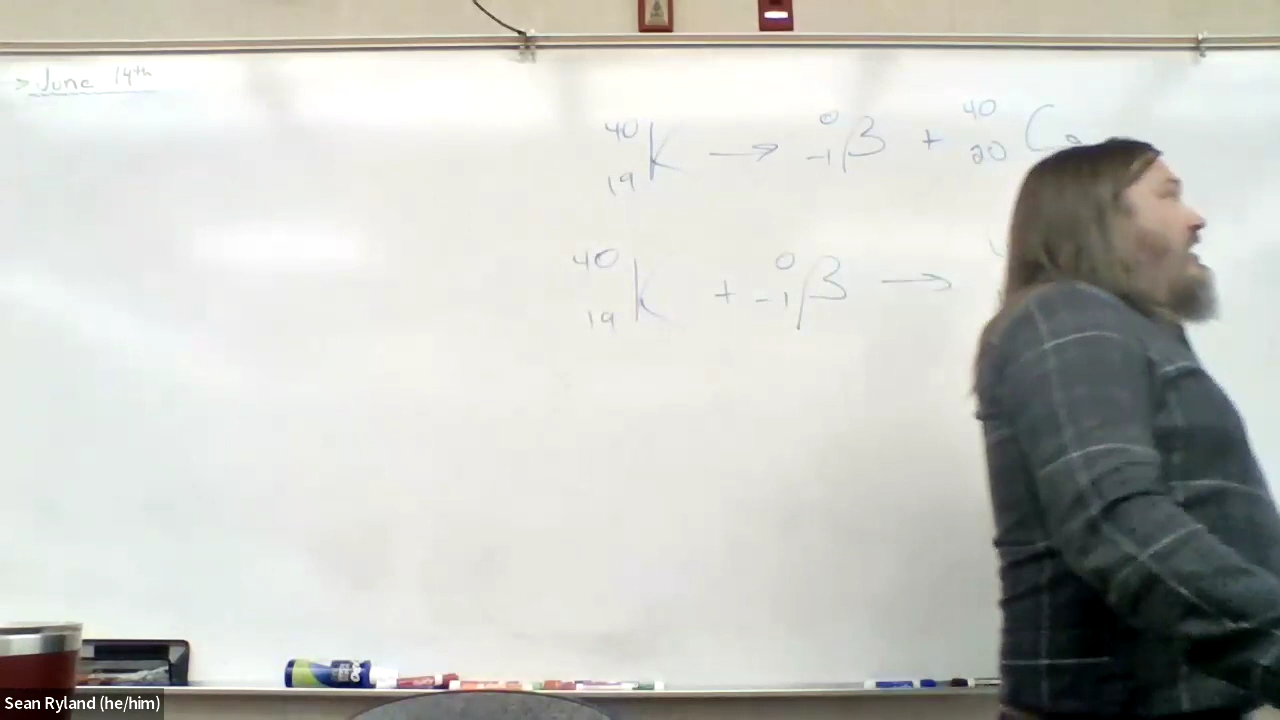 > June 14th
40 19 K → 0 -1 β + 40 20 Ca
40 19 K + 0 -1 β →
Sean Ryland (he/him)